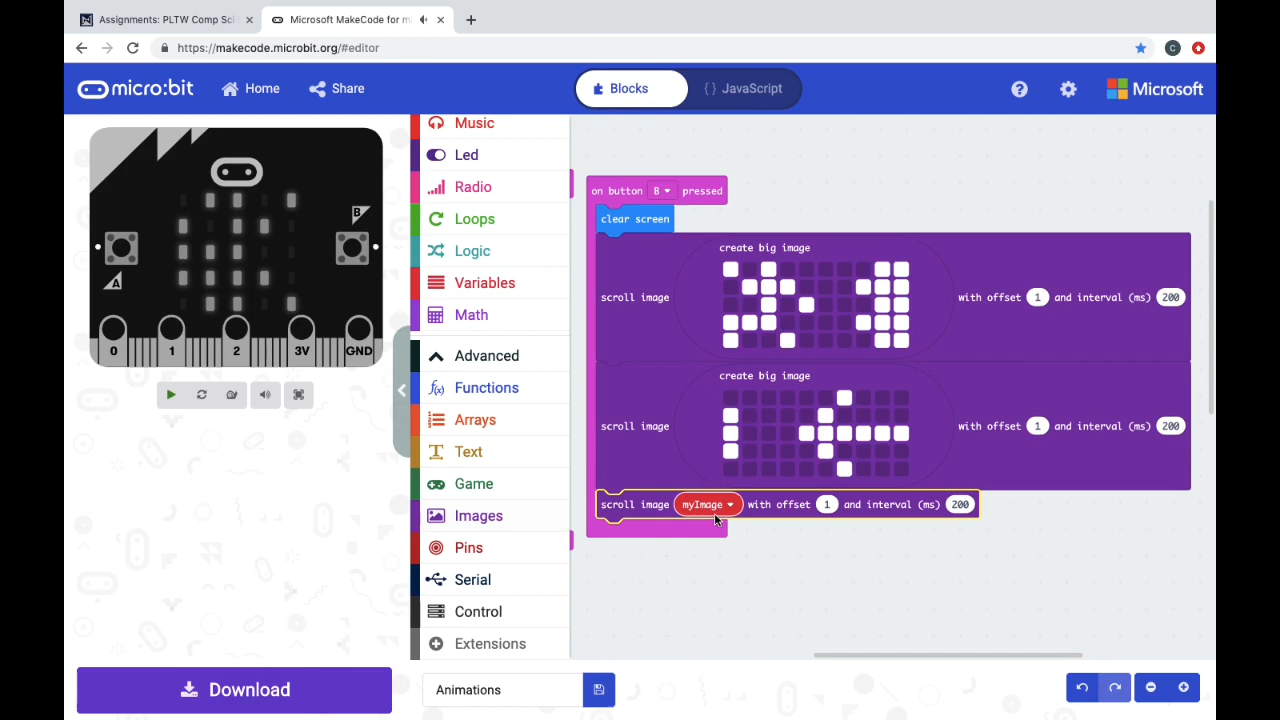 Assignments: PLTW Comp Sci
Microsoft MakeCode for mi
https://makecode.microbit.org/#editor
C
micro:bit
Home
Share
Blocks
{ } JavaScript
?
Microsoft
B
A
0 1 2 3V GND
Download
Music
Led
Radio
Loops
Logic
Variables
Math
Advanced
f(x) Functions
Arrays
Text
Game
Images
Pins
Serial
Control
Extensions
on button B pressed
clear screen
create big image
scroll image with offset 1 and interval (ms) 200
create big image
scroll image with offset 1 and interval (ms) 200
scroll image myImage with offset 1 and interval (ms) 200
Animations